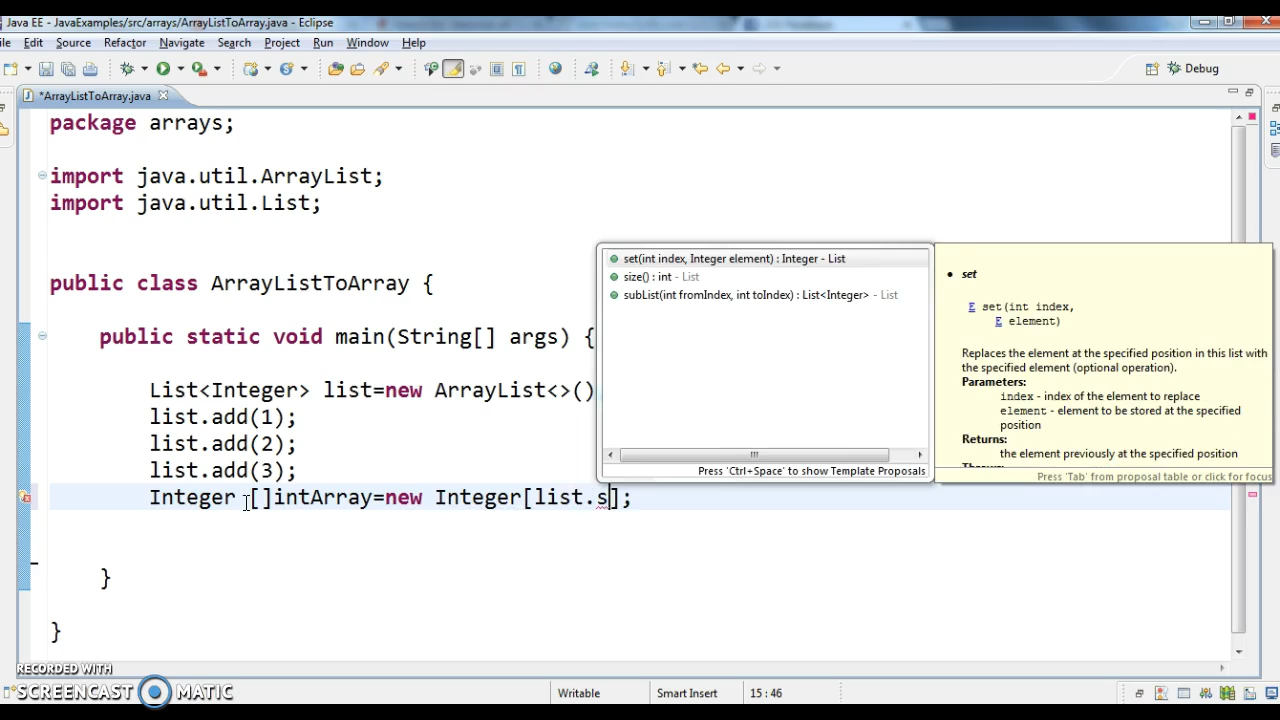 Java EE - JavaExamples/src/arrays/ArrayListToArray.java - Eclipse
ile Edit Source Refactor Navigate Search Project Run Window Help
Debug
*ArrayListToArray.java
package arrays;
import java.util.ArrayList;
import java.util.List;
public class ArrayListToArray {
public static void main(String[] args) {
List<Integer> list=new ArrayList<>()
list.add(1);
list.add(2);
list.add(3);
Integer []intArray=new Integer[list.s];
}
}
set(int index, Integer element) : Integer - List
size() : int - List
subList(int fromIndex, int toIndex) : List<Integer> - List
Press 'Ctrl+Space' to show Template Proposals
set
E set(int index,
E element)
Replaces the element at the specified position in this list with
the specified element (optional operation).
Parameters:
index - index of the element to replace
element - element to be stored at the specified
position
Returns:
the element previously at the specified position
Press 'Tab' from proposal table or click for focus
RECORDED WITH
SCREENCAST MATIC
Writable
Smart Insert
15 : 46